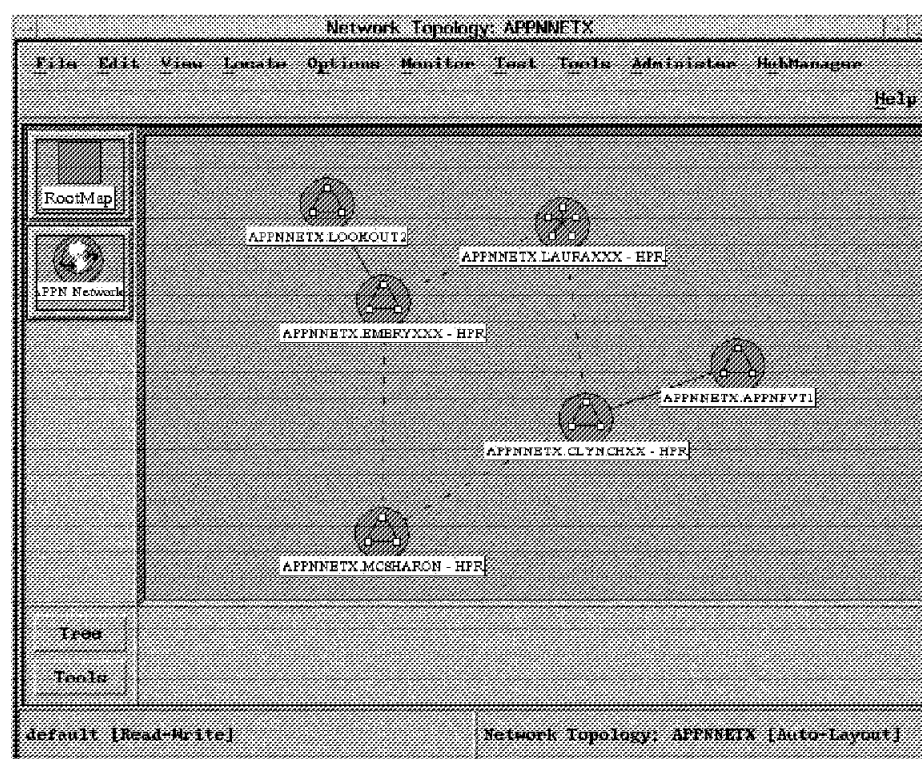 Network Topology: APPNNETX
File Edit View Locate Options Monitor Test Tools Administer HubManager
Help
RootMap
APPN Network
APPNNETX.LOOKOUT2
APPNNETX.LAURAXXX - HPR
APPNNETX.EMBRYXXX - HPR
APPNNETX.APPNFVT1
APPNNETX.CLYNCHXX - HPR
APPNNETX.MCSHARON - HPR
Tree
Tools
default [Read-Write]
Network Topology: APPNNETX [Auto-Layout]